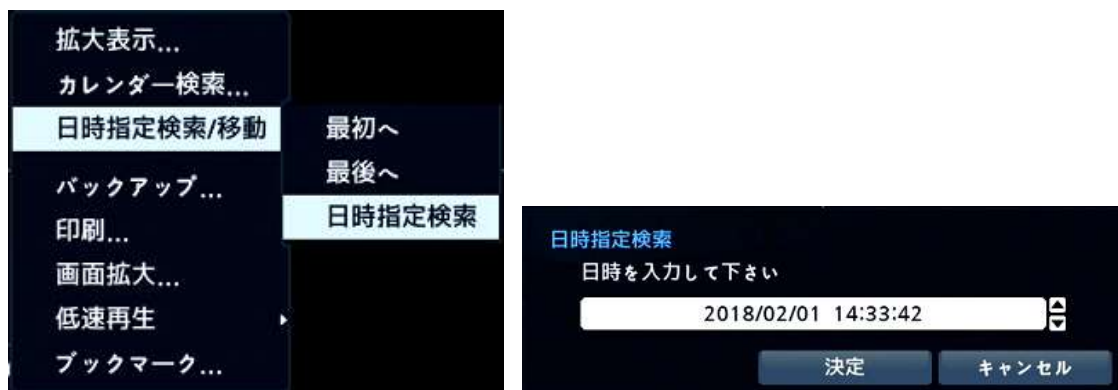 拡大表示...
カレンダー検索...
日時指定検索/移動
バックアップ...
印刷...
画面拡大...
低速再生
ブックマーク...
最初へ
最後へ
日時指定検索
日時指定検索
日時を入力して下さい
2018/02/01 14:33:42
決定
キャンセル